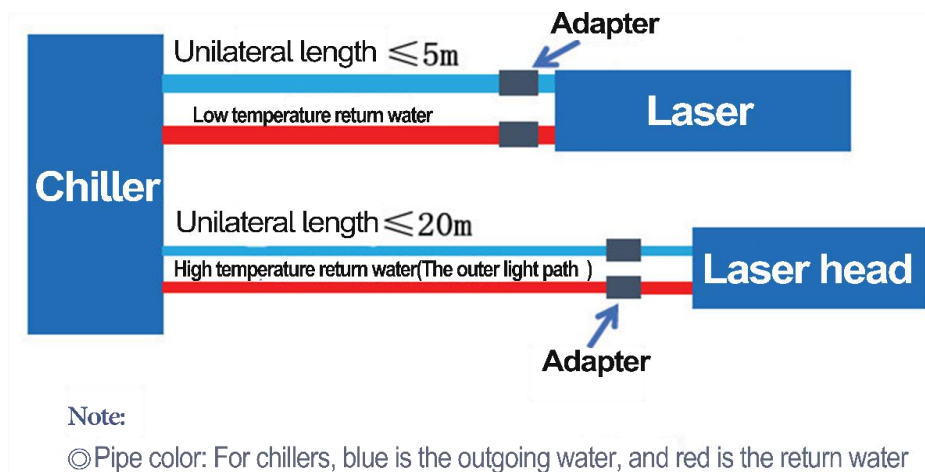 Adapter
Unilateral length ≤5m
Low temperature return water
Laser
Chiller
Unilateral length ≤20m
High temperature return water(The outer light path )
Laser head
Adapter
Note:
◎Pipe color: For chillers, blue is the outgoing water, and red is the return water